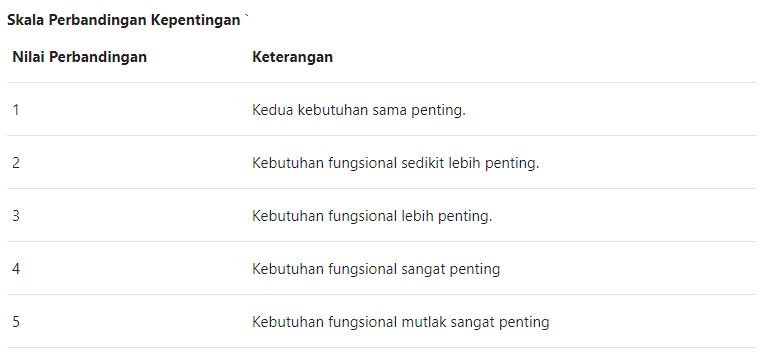 Skala Perbandingan Kepentingan `
Nilai Perbandingan Keterangan
1 Kedua kebutuhan sama penting.
2 Kebutuhan fungsional sedikit lebih penting.
3 Kebutuhan fungsional lebih penting.
4 Kebutuhan fungsional sangat penting
5 Kebutuhan fungsional mutlak sangat penting